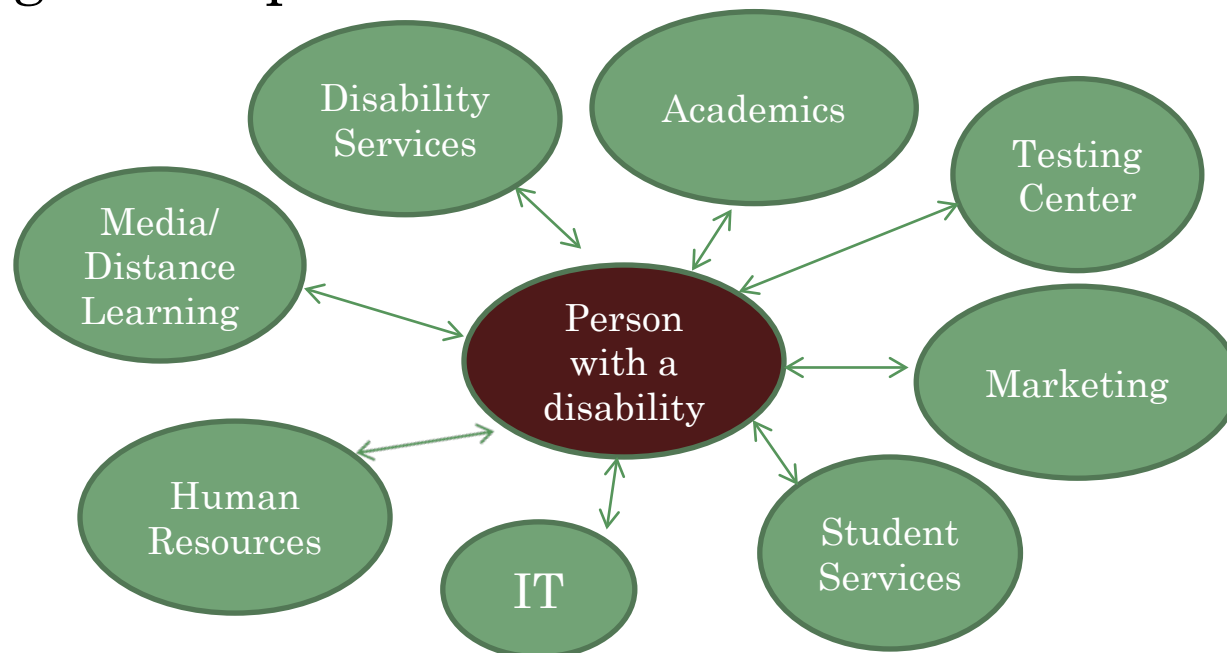 Disability
Services
Academics
Testing
Center
Media/
Distance
Learning
Person
with a
disability
Marketing
Human
Resources
IT
Student
Services